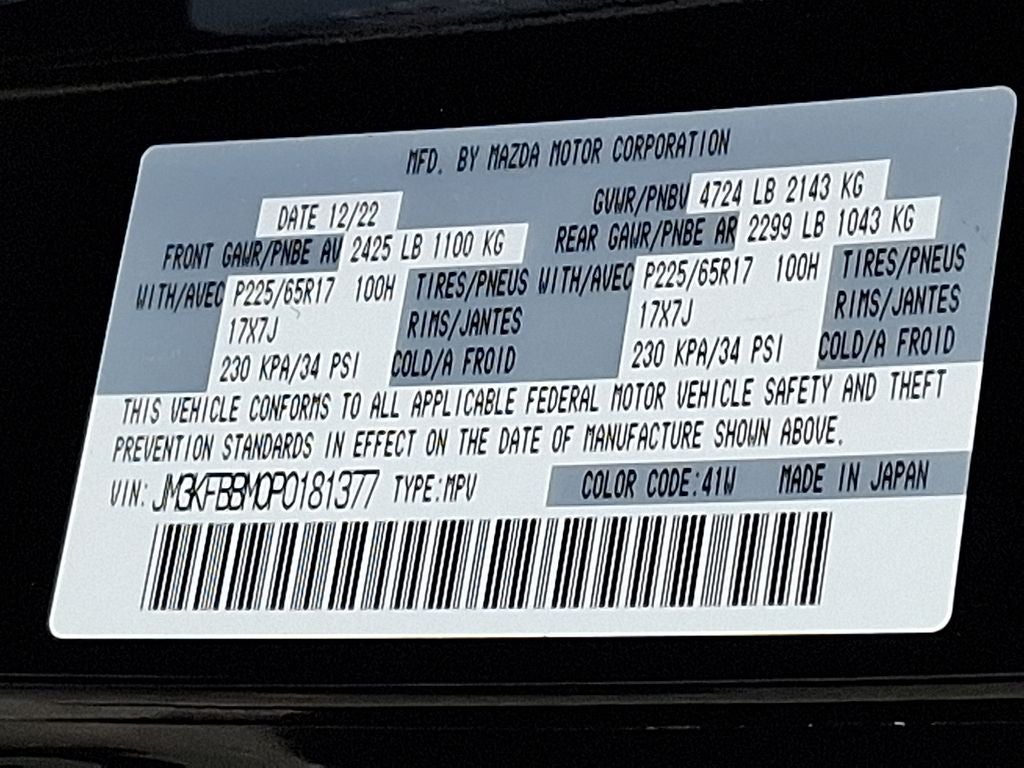 MFD. BY MAZDA MOTOR CORPORATION
DATE 12/22 GVWR/PNBV 4724 LB 2143 KG
FRONT GAWR/PNBE AV 2425 LB 1100 KG REAR GAWR/PNBE AR 2299 LB 1043 KG
WITH/AVEC P225/65R17 100H TIRES/PNEUS WITH/AVEC P225/65R17 100H TIRES/PNEUS
17X7J RIMS/JANTES 17X7J RIMS/JANTES
230 KPA/34 PSI COLD/A FROID 230 KPA/34 PSI COLD/A FROID
THIS VEHICLE CONFORMS TO ALL APPLICABLE FEDERAL MOTOR VEHICLE SAFETY AND THEFT
PREVENTION STANDARDS IN EFFECT ON THE DATE OF MANUFACTURE SHOWN ABOVE.
VIN: JM3KFBBM0P0181377 TYPE:MPV COLOR CODE:41W MADE IN JAPAN